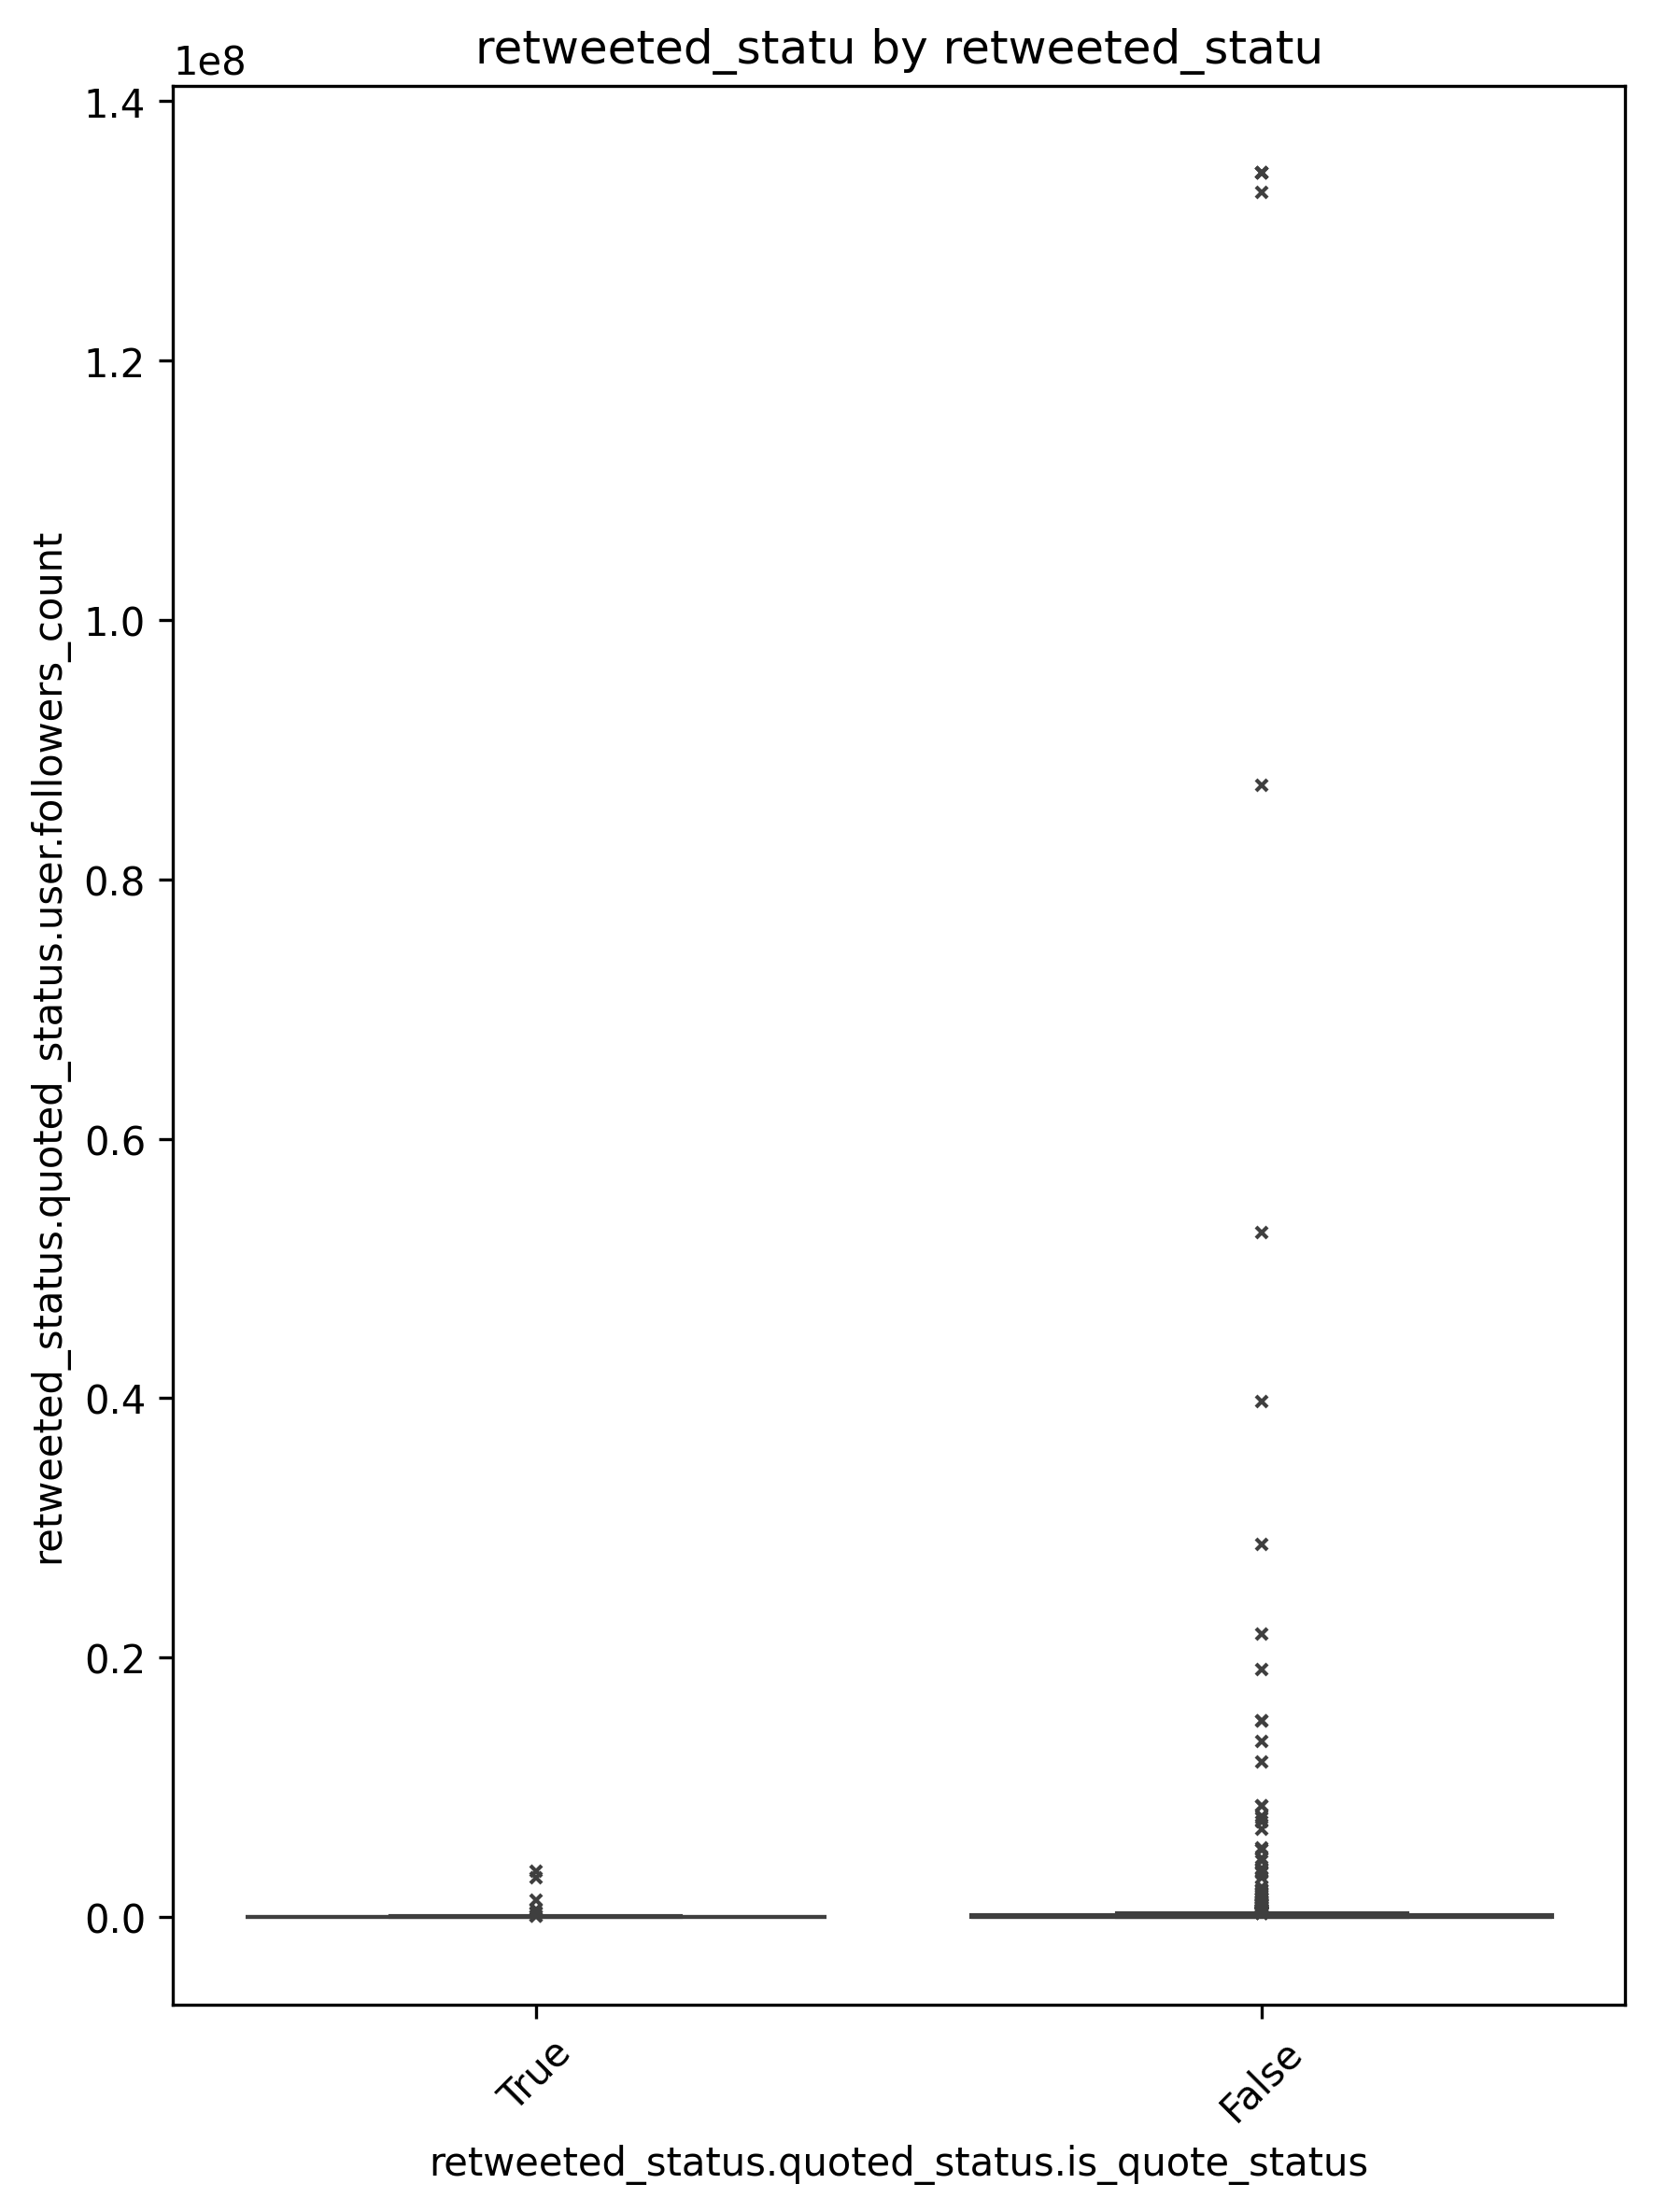 retweeted_statu by retweeted_statu
1e8
1.4
1.2
1.0
0.8
0.6
0.4
0.2
0.0
retweeted_status.quoted_status.user.followers_count
True
False
retweeted_status.quoted_status.is_quote_status